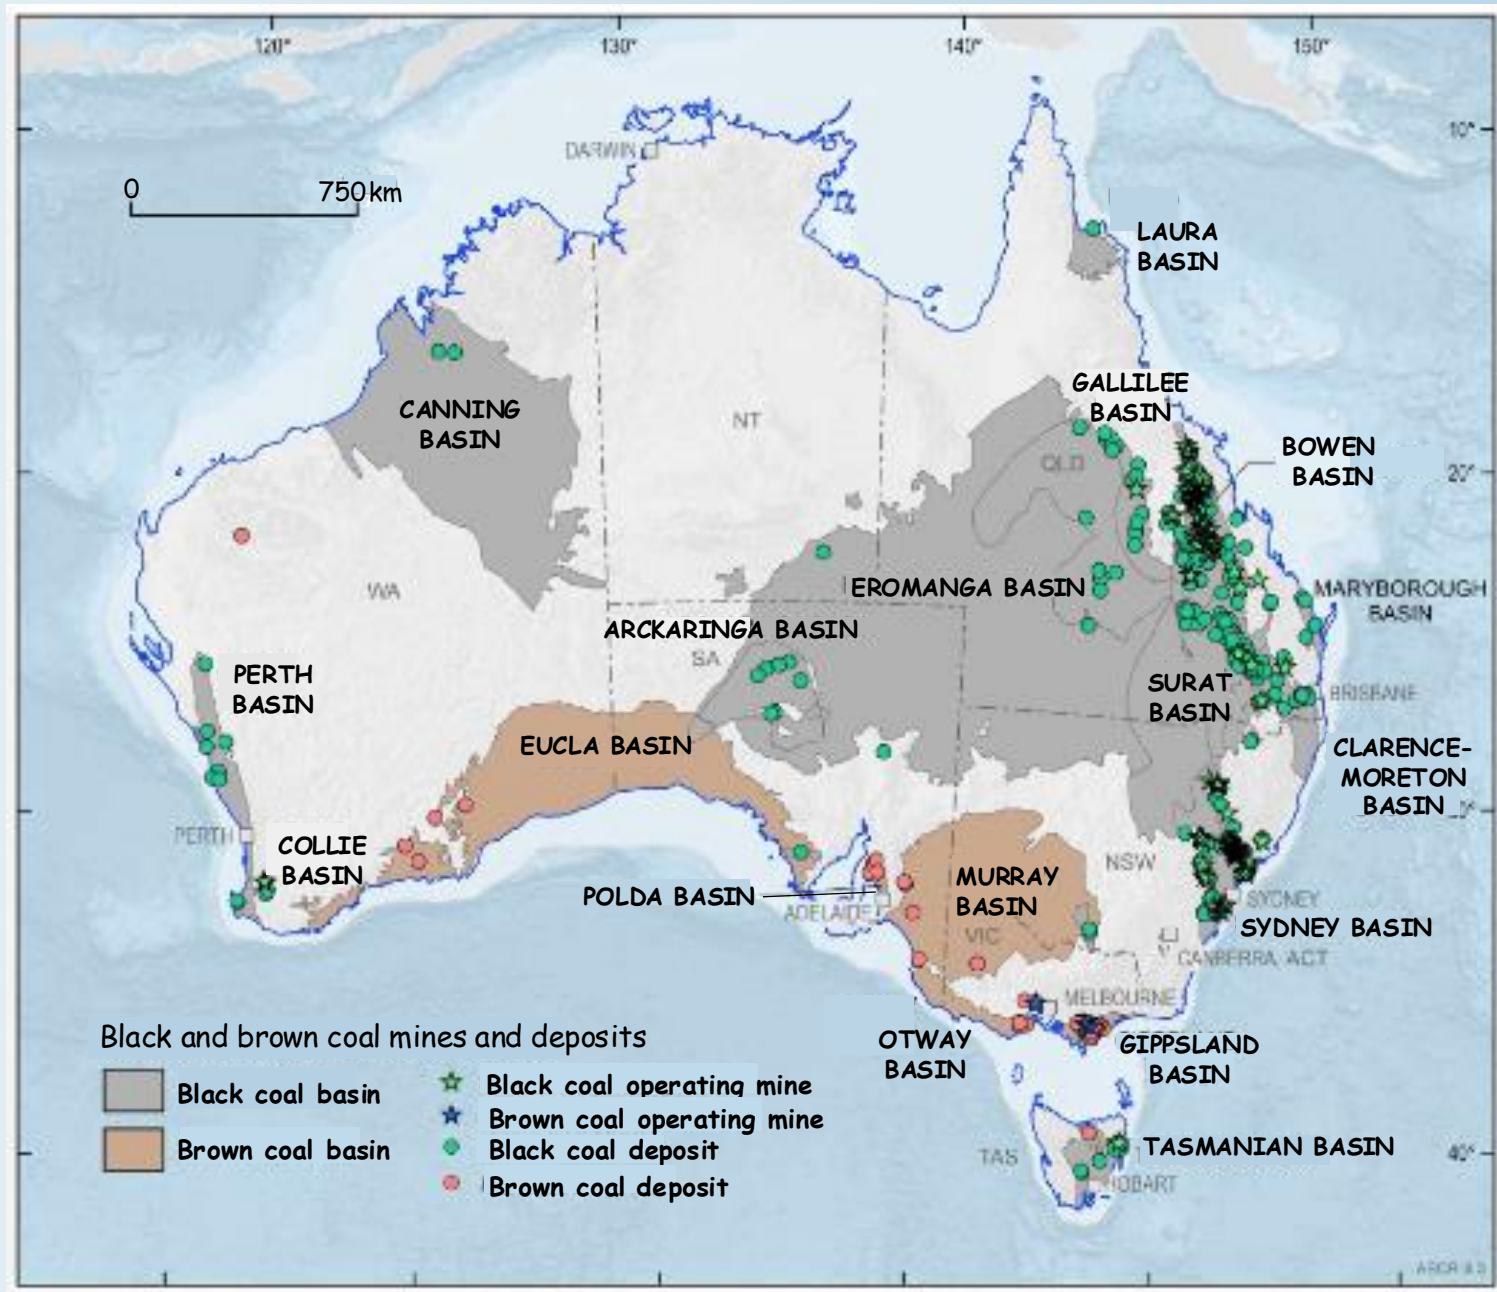 120°
130°
140°
150°
DARWIN
10°
0
750km
LAURA
BASIN
GALLILEE
BASIN
CANNING
BASIN
NT
QLD
BOWEN
BASIN
20°
WA
EROMANGA BASIN
MARYBOROUGH
BASIN
ARCKARINGA BASIN
SA
PERTH
BASIN
SURAT
BASIN
BRISBANE
EUCLA BASIN
CLARENCE-
MORETON
BASIN
PERTH
COLLIE
BASIN
MURRAY
BASIN
NSW
POLDA BASIN
ADELAIDE
SYDNEY
SYDNEY BASIN
VIC
CANBERRA, ACT
MELBOURNE
OTWAY
BASIN
GIPPSLAND
BASIN
Black and brown coal mines and deposits
Black coal basin
Brown coal basin
Black coal operating mine
Brown coal operating mine
Black coal deposit
Brown coal deposit
TASMANIAN BASIN
TAS
40°
HOBART